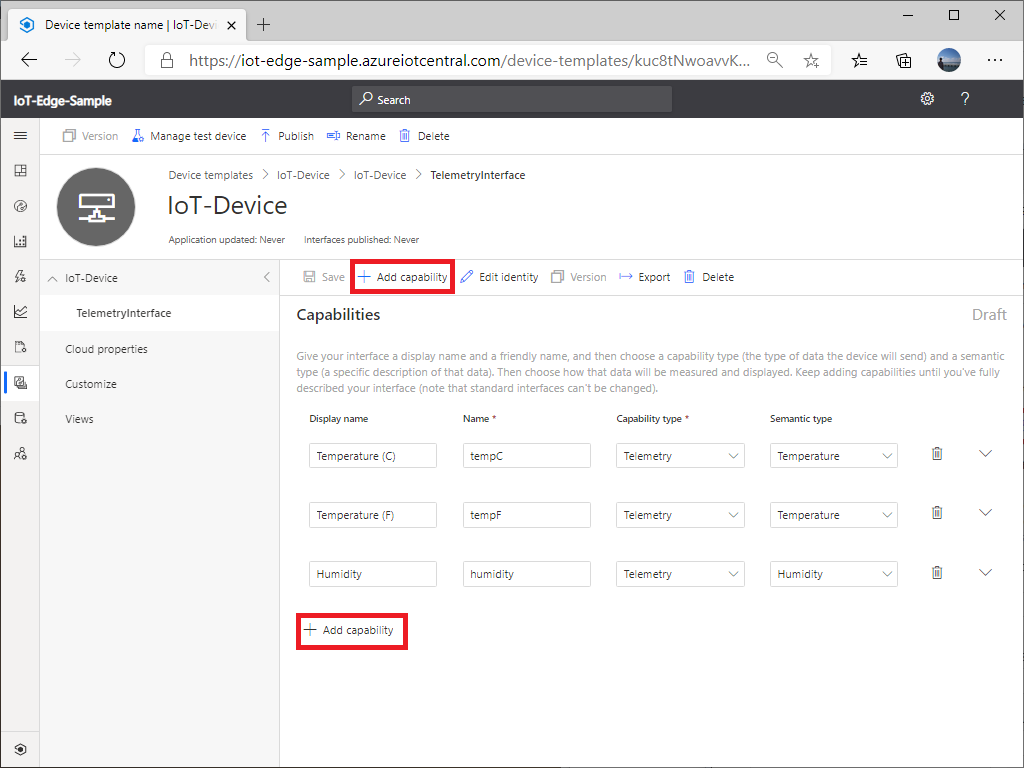 Device template name | IoT-Devi
https://iot-edge-sample.azureiotcentral.com/device-templates/kuc8tNwoavvK...
IoT-Edge-Sample
Search
?
Version Manage test device Publish Rename Delete
Device templates > IoT-Device > IoT-Device > TelemetryInterface
IoT-Device
Application updated: Never Interfaces published: Never
IoT-Device
TelemetryInterface
Cloud properties
Customize
Views
Save Add capability Edit identity Version Export Delete
Capabilities Draft
Give your interface a display name and a friendly name, and then choose a capability type (the type of data the device will send) and a semantic
type (a specific description of that data). Then choose how that data will be measured and displayed. Keep adding capabilities until you've fully
described your interface (note that standard interfaces can't be changed).
Display name Name * Capability type * Semantic type
Temperature (C) tempC Telemetry Temperature
Temperature (F) tempF Telemetry Temperature
Humidity humidity Telemetry Humidity
Add capability